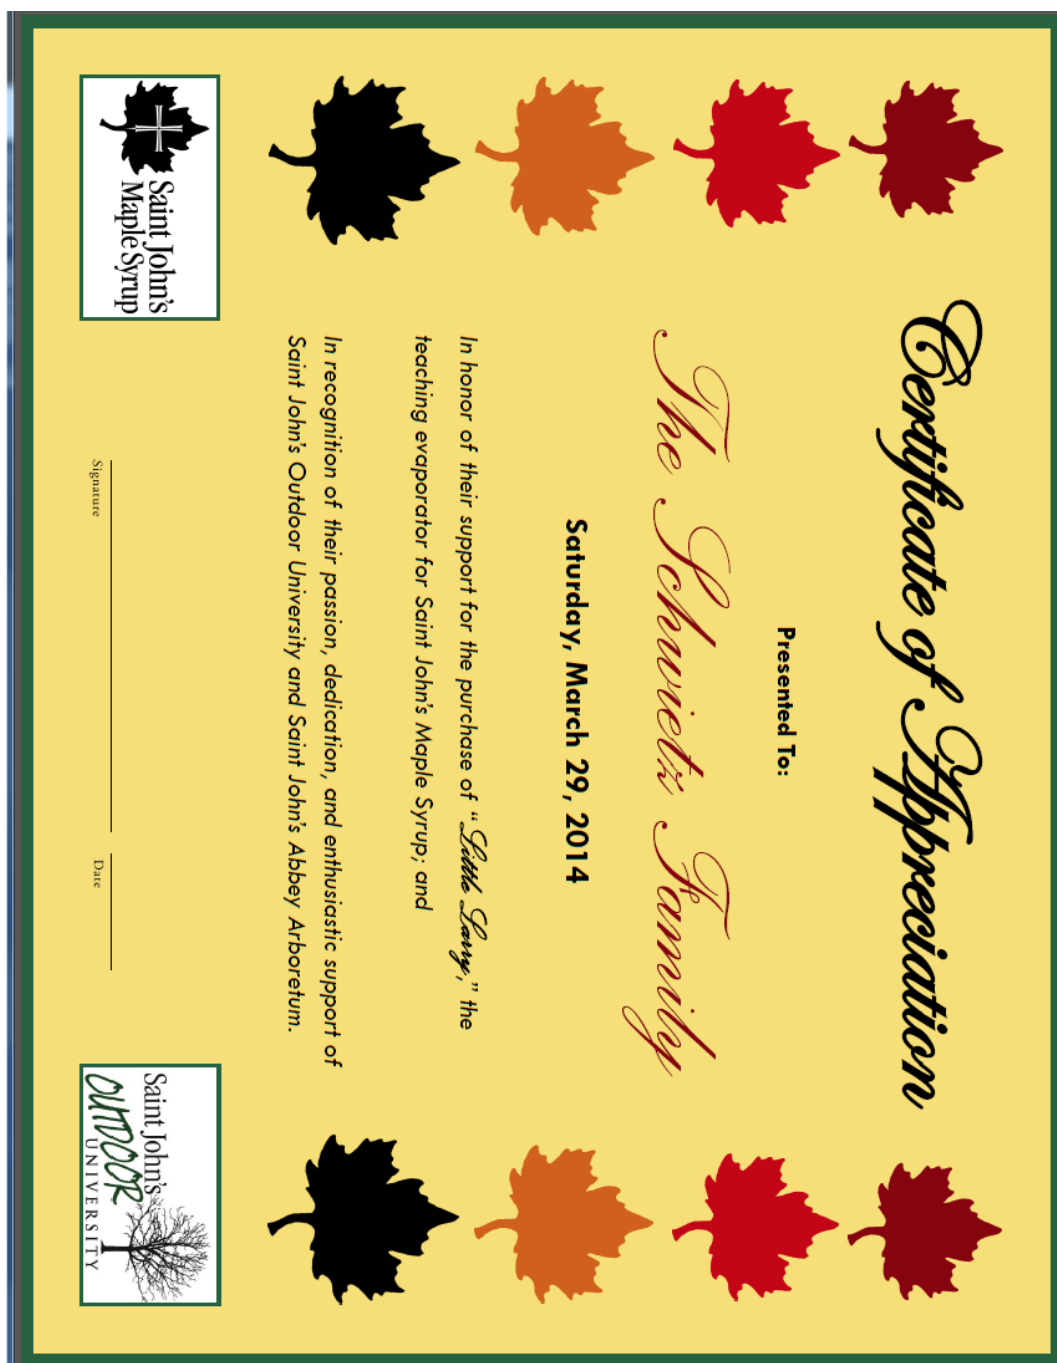 Certificate of Appreciation
Presented To:
The Schwietz Family
Saturday, March 29, 2014
In honor of their support for the purchase of “Little Larry,” the
teaching evaporator for Saint John's Maple Syrup; and
In recognition of their passion, dedication, and enthusiastic support of
Saint John's Outdoor University and Saint John's Abbey Arboretum.
Signature
Date
Saint John's
Maple Syrup
Saint John's
OUTDOOR
UNIVERSITY